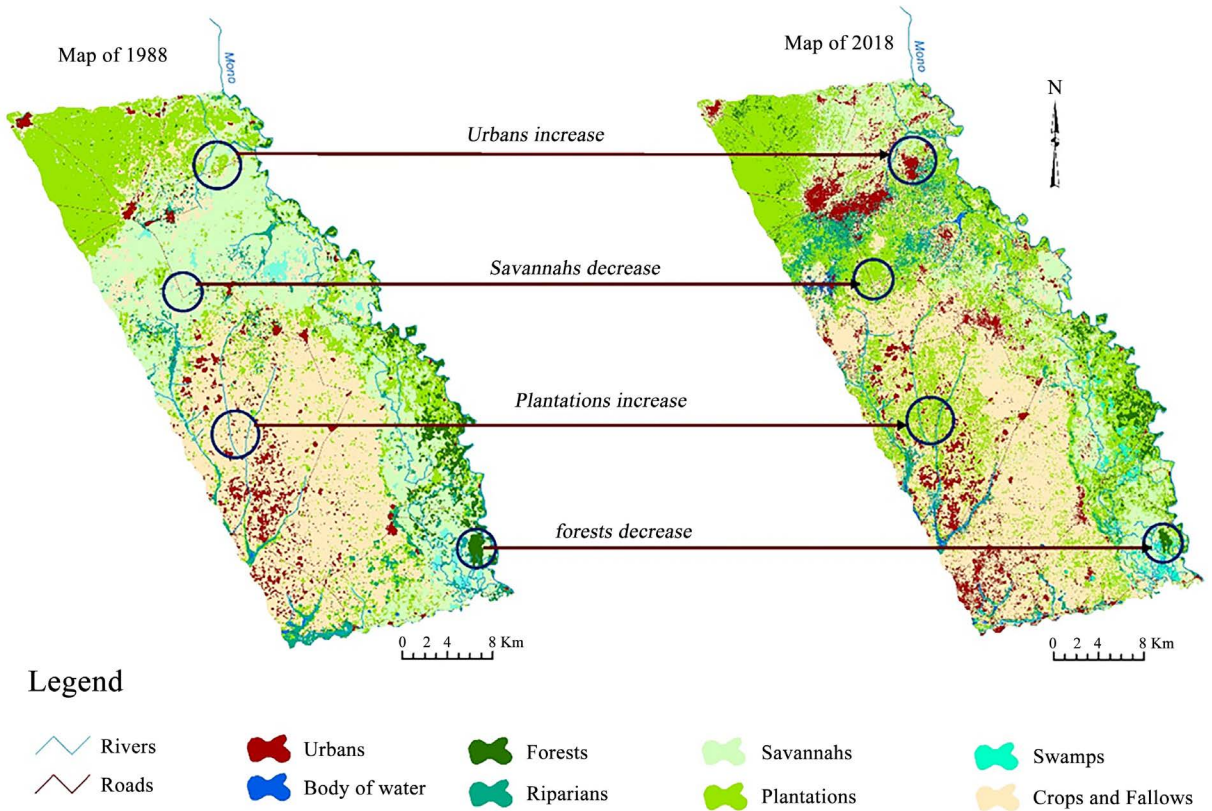 Map of 1988
Map of 2018
Mono
Mono
N
Urbans increase
Savannahs decrease
Plantations increase
forests decrease
0 2 4 8 Km
0 2 4 8 Km
Legend
Rivers
Urbans
Forests
Savannahs
Swamps
Roads
Body of water
Riparians
Plantations
Crops and Fallows